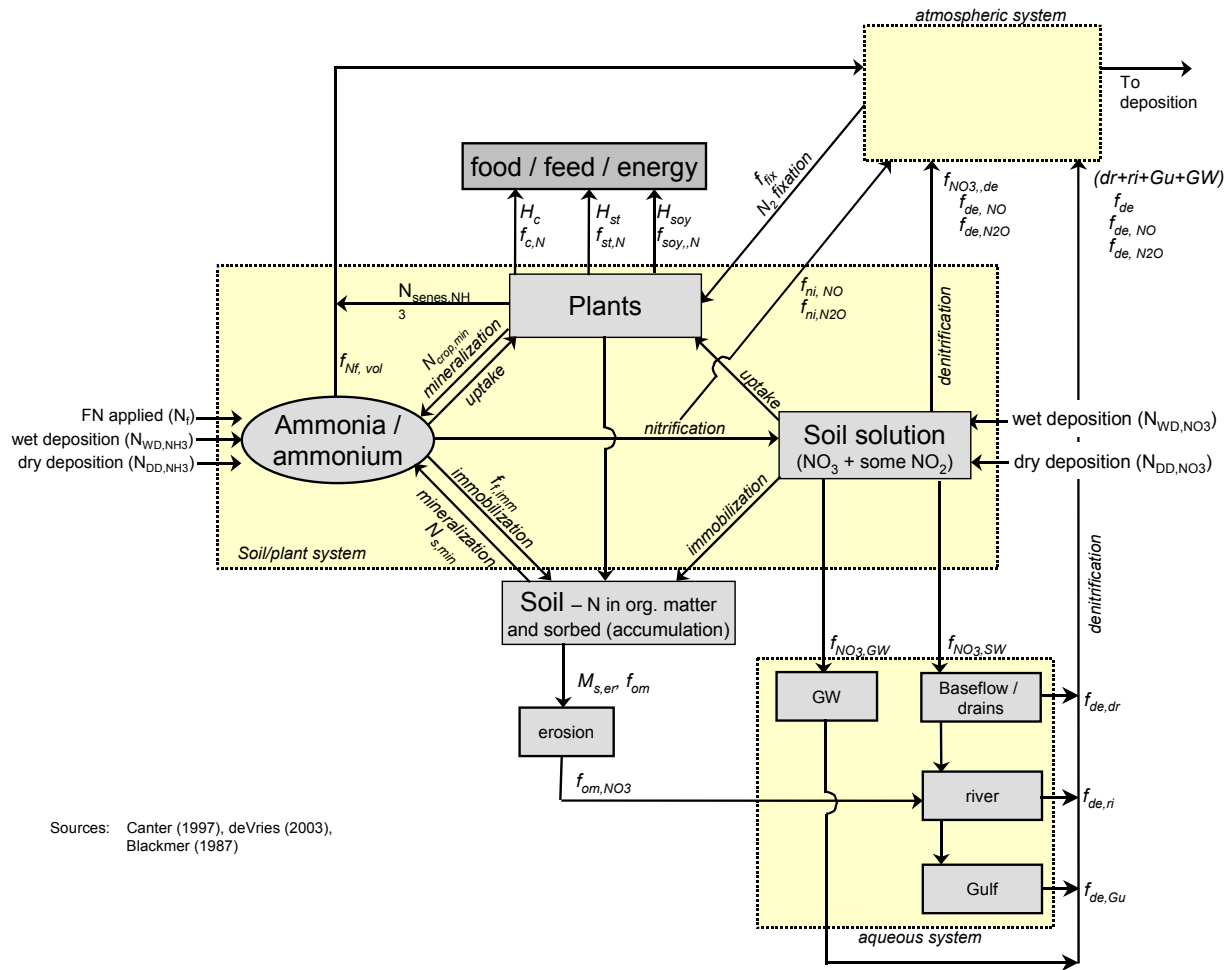 atmospheric system
To
deposition
food / feed / energy
f_fix
N_2 fixation
(dr+ri+Gu+GW)
f_de
f_de, NO
f_de, N2O
f_NO3,,de
f_de, NO
f_de,N2O
H_c
f_c,N
H_st
f_st,N
H_soy
f_soy,,N
N_senes,NH
3
Plants
f_ni, NO
f_ni,N2O
f_Nf, vol
N_crop,min
mineralization
uptake
uptake
denitrification
FN applied (N_f)
wet deposition (N_WD,NH3)
dry deposition (N_DD,NH3)
Ammonia /
ammonium
nitrification
Soil solution
(NO_3 + some NO_2)
wet deposition (N_WD,NO3)
dry deposition (N_DD,NO3)
f_f,imm
immobilization
mineralization
N_s,min
immobilization
Soil/plant system
denitrification
Soil – N in org. matter
and sorbed (accumulation)
f_NO3,GW
f_NO3,SW
M_s,er, f_om
GW
Baseflow /
drains
f_de,dr
erosion
f_om,NO3
river
f_de,ri
Gulf
f_de,Gu
aqueous system
Sources: Canter (1997), deVries (2003),
Blackmer (1987)